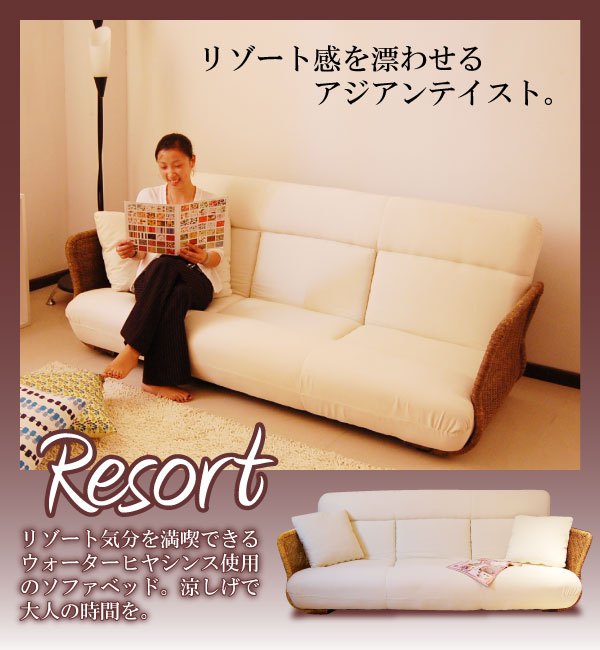 リゾート感を漂わせる
アジアンテイスト。
Resort
リゾート気分を満喫できる
ウォーターヒヤシンス使用
のソファベッド。涼しげで
大人の時間を。